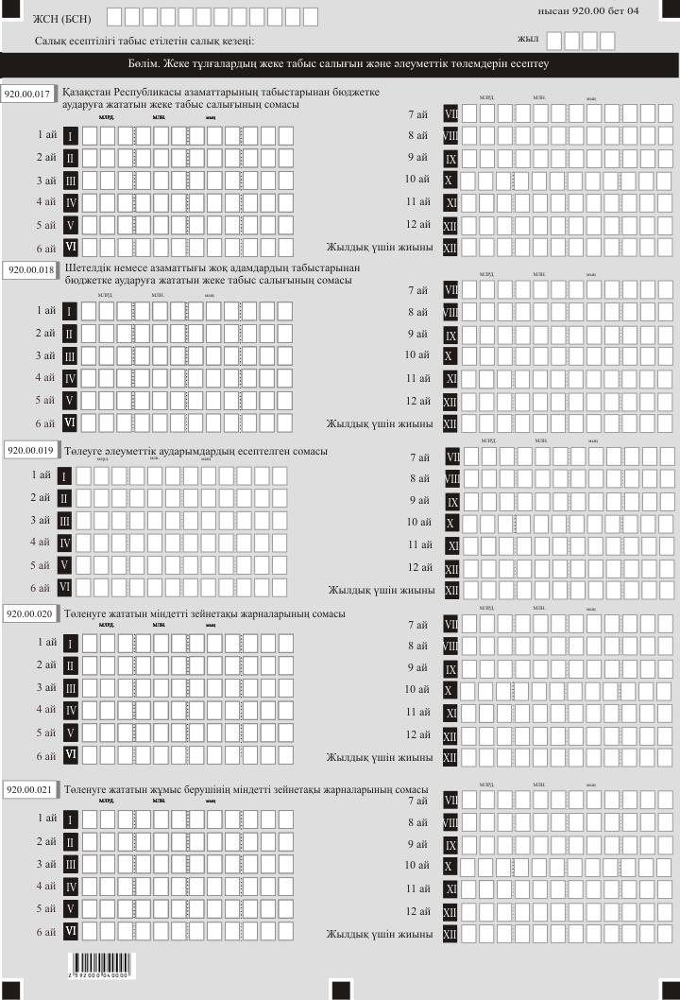 ЖСН (БСН)
нысан 920.00 бет 04
Салық есептілігі табыс етілетін салық кезеңі:
жыл
Бөлім. Жеке тұлғалардың жеке табыс салығын және әлеуметтік төлемдерін есептеу
920.00.017
Қазақстан Республикасы азаматтарының табыстарынан бюджетке
аударуға жататын жеке табыс салығының сомасы
МЛРД. МЛН. мың
1 ай I
2 ай II
3 ай III
4 ай IV
5 ай V
6 ай VI
МЛРД. МЛН. мың
7 ай VII
8 ай VIII
9 ай IX
10 ай X
11 ай XI
12 ай XII
Жылдық үшін жиыны XII
920.00.018
Шетелдік немесе азаматтығы жоқ адамдардың табыстарынан
бюджетке аударуға жататын жеке табыс салығының сомасы
МЛРД. МЛН. мың
1 ай I
2 ай II
3 ай III
4 ай IV
5 ай V
6 ай VI
МЛРД. МЛН. мың
7 ай VII
8 ай VIII
9 ай IX
10 ай X
11 ай XI
12 ай XII
Жылдық үшін жиыны XII
920.00.019
Төлеуге әлеуметтік аударымдардың есептелген сомасы
млрд. млн. мың
1 ай I
2 ай II
3 ай III
4 ай IV
5 ай V
6 ай VI
МЛРД. МЛН. мың
7 ай VII
8 ай VIII
9 ай IX
10 ай X
11 ай XI
12 ай XII
Жылдық үшін жиыны XII
920.00.020
Төленуге жататын міндетті зейнетақы жарналарының сомасы
МЛРД. МЛН. мың
1 ай I
2 ай II
3 ай III
4 ай IV
5 ай V
6 ай VI
МЛРД. МЛН. мың
7 ай VII
8 ай VIII
9 ай IX
10 ай X
11 ай XI
12 ай XII
Жылдық үшін жиыны XII
920.00.021
Төленуге жататын жұмыс берушінің міндетті зейнетақы жарналарының сомасы
МЛРД. МЛН. мың
1 ай I
2 ай II
3 ай III
4 ай IV
5 ай V
6 ай VI
МЛРД. МЛН. мың
7 ай VII
8 ай VIII
9 ай IX
10 ай X
11 ай XI
12 ай XII
Жылдық үшін жиыны XII
2 392000 040000